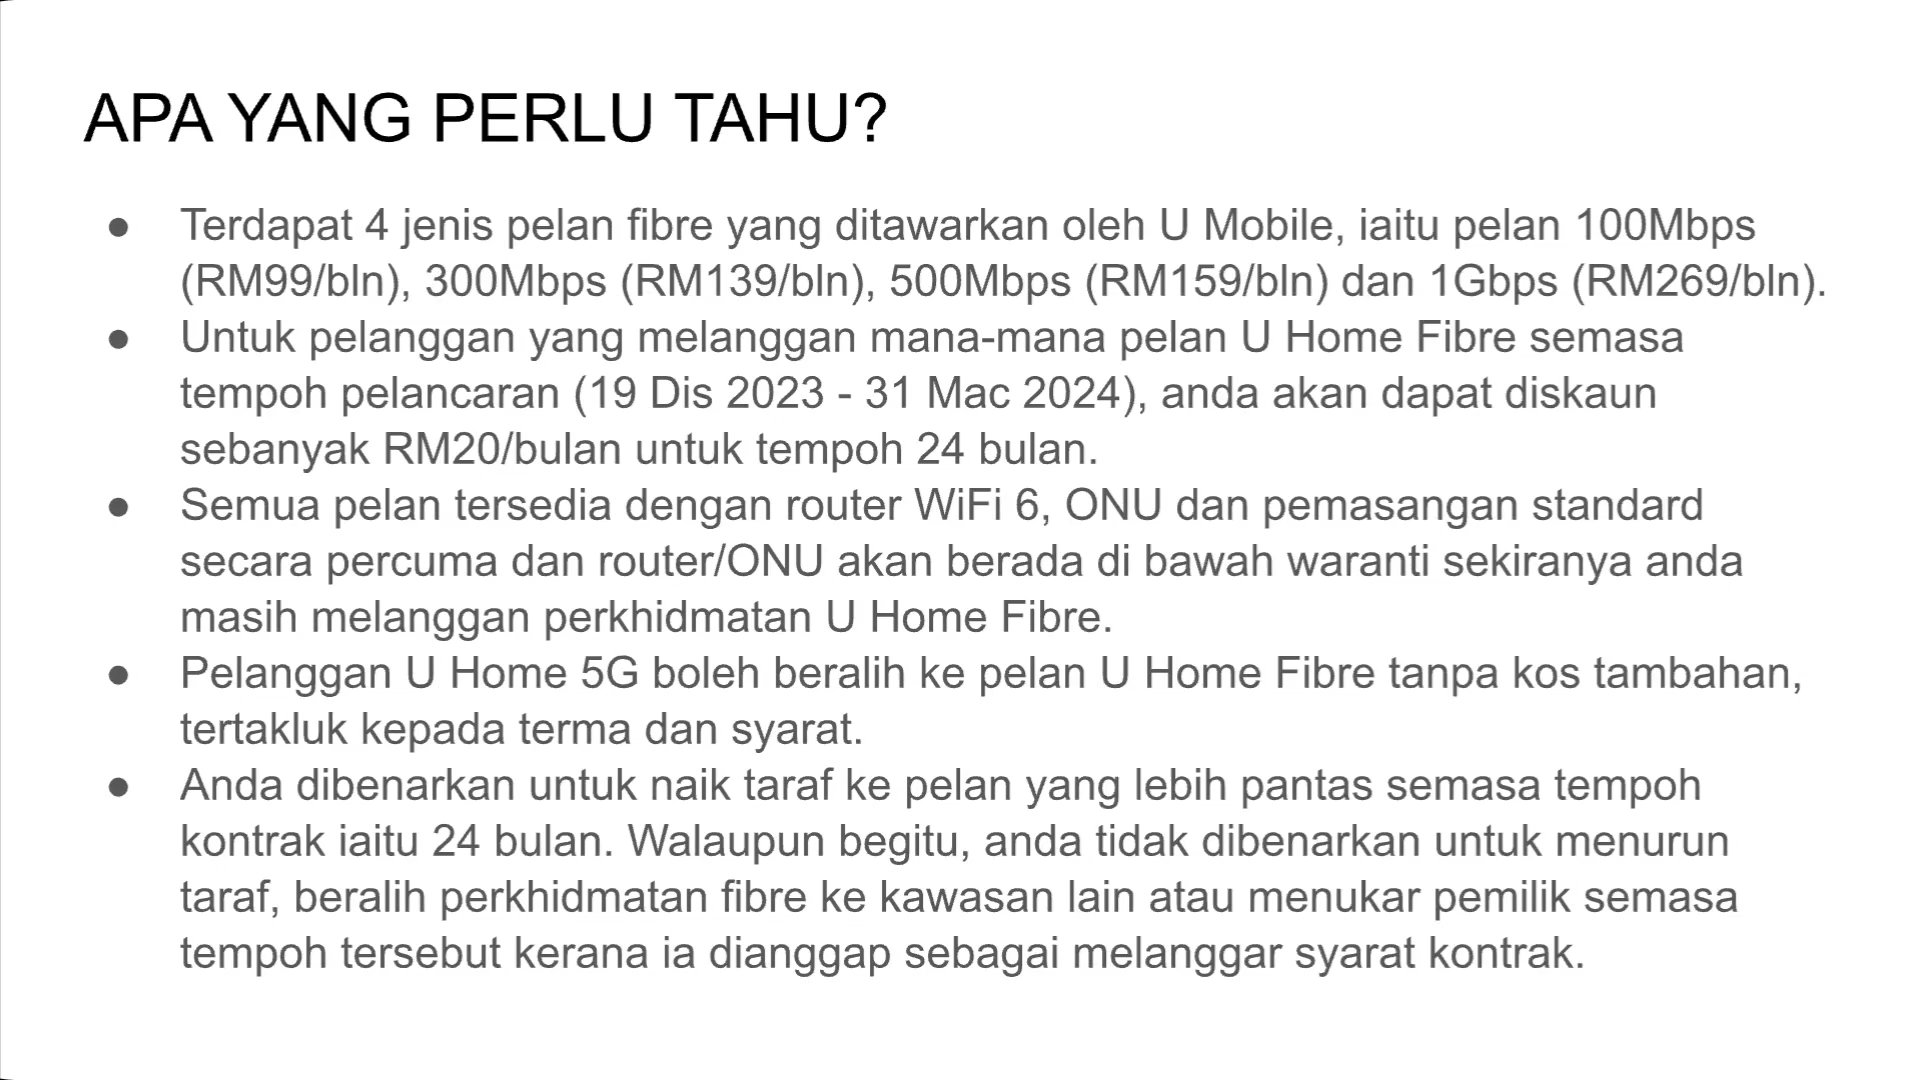 APA YANG PERLU TAHU?
● Terdapat 4 jenis pelan fibre yang ditawarkan oleh U Mobile, iaitu pelan 100Mbps
(RM99/bln), 300Mbps (RM139/bln), 500Mbps (RM159/bln) dan 1Gbps (RM269/bln).
● Untuk pelanggan yang melanggan mana-mana pelan U Home Fibre semasa
tempoh pelancaran (19 Dis 2023 - 31 Mac 2024), anda akan dapat diskaun
sebanyak RM20/bulan untuk tempoh 24 bulan.
● Semua pelan tersedia dengan router WiFi 6, ONU dan pemasangan standard
secara percuma dan router/ONU akan berada di bawah waranti sekiranya anda
masih melanggan perkhidmatan U Home Fibre.
● Pelanggan U Home 5G boleh beralih ke pelan U Home Fibre tanpa kos tambahan,
tertakluk kepada terma dan syarat.
● Anda dibenarkan untuk naik taraf ke pelan yang lebih pantas semasa tempoh
kontrak iaitu 24 bulan. Walaupun begitu, anda tidak dibenarkan untuk menurun
taraf, beralih perkhidmatan fibre ke kawasan lain atau menukar pemilik semasa
tempoh tersebut kerana ia dianggap sebagai melanggar syarat kontrak.